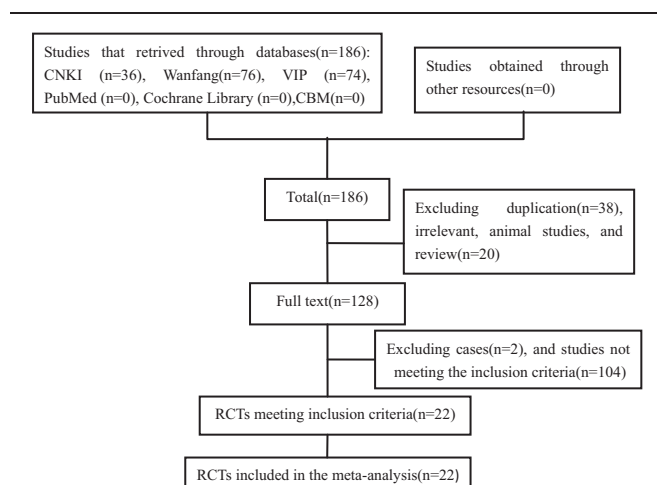 Studies that retrived through databases(n=186):
CNKI (n=36), Wanfang(n=76), VIP (n=74),
PubMed (n=0), Cochrane Library (n=0),CBM(n=0)
Studies obtained through
other resources(n=0)
Total(n=186)
Excluding duplication(n=38),
irrelevant, animal studies, and
review(n=20)
Full text(n=128)
Excluding cases(n=2), and studies not
meeting the inclusion criteria(n=104)
RCTs meeting inclusion criteria(n=22)
RCTs included in the meta-analysis(n=22)